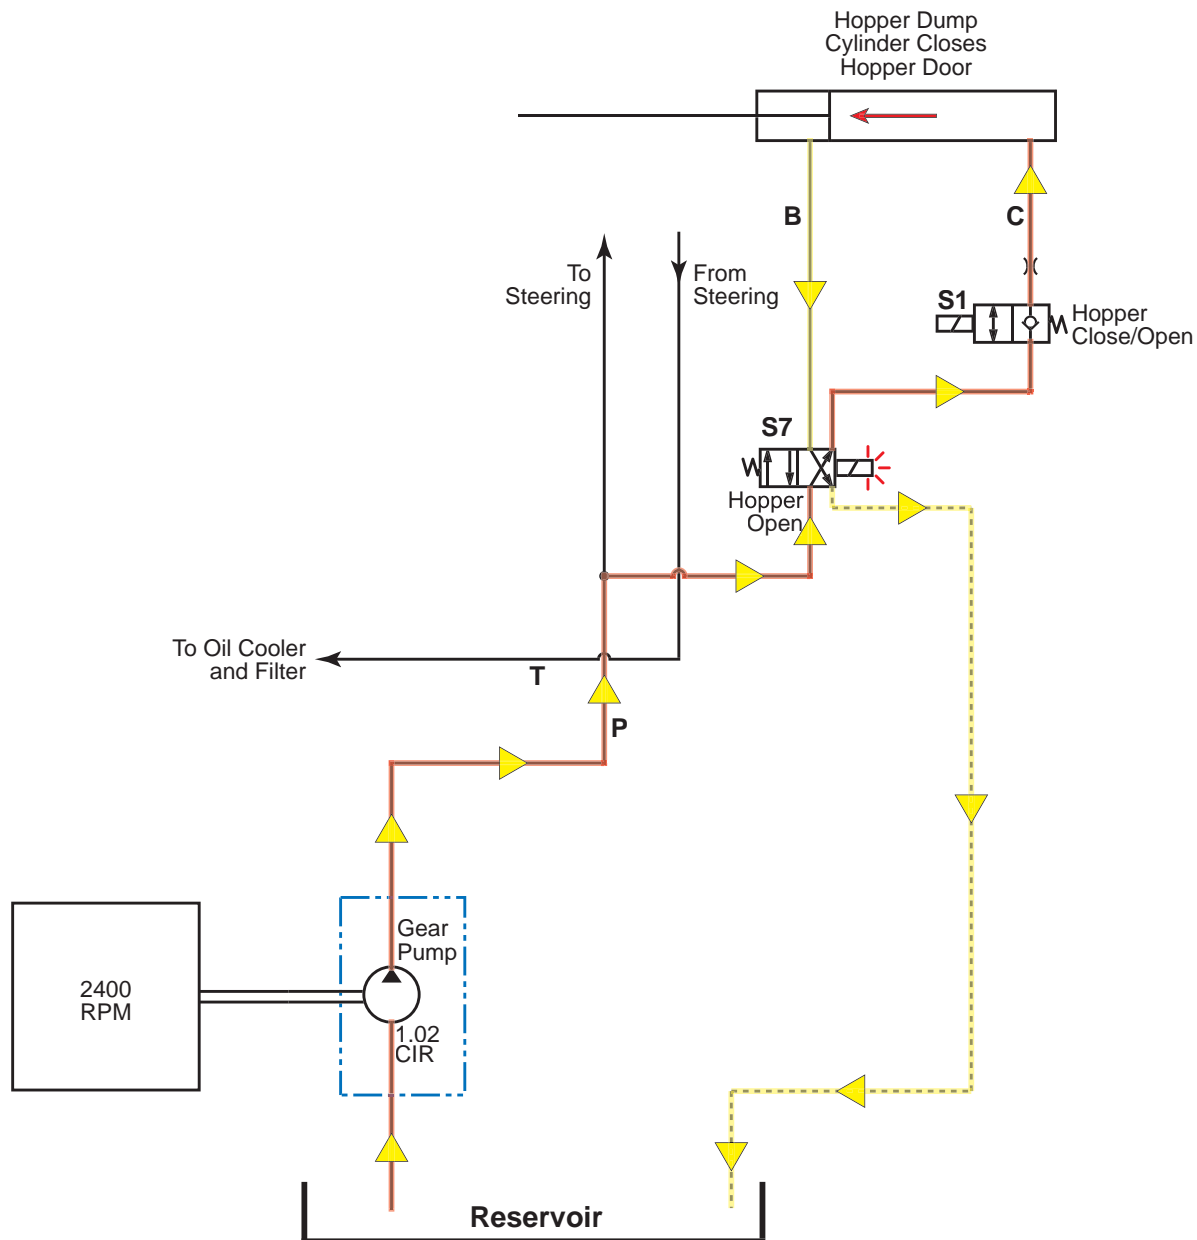 Hopper Dump
Cylinder Closes
Hopper Door
B
C
To
Steering
From
Steering
S1
Hopper
Close/Open
S7
Hopper
Open
To Oil Cooler
and Filter
T
P
Gear
Pump
2400
RPM
1.02
CIR
Reservoir